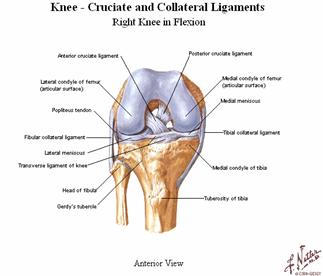 Knee - Cruciate and Collateral Ligaments
Right Knee in Flexion
Anterior cruciate ligament
Posterior cruciate ligament
Lateral condyle of femur
(articular surface)
Medial condyle of femur
(articular surface)
Popliteus tendon
Medial meniscus
Fibular collateral ligament
Tibial collateral ligament
Lateral meniscus
Transverse ligament of knee
Medial condyle of tibia
Head of fibula
Tuberosity of tibia
Gerdy's tubercle
Anterior View